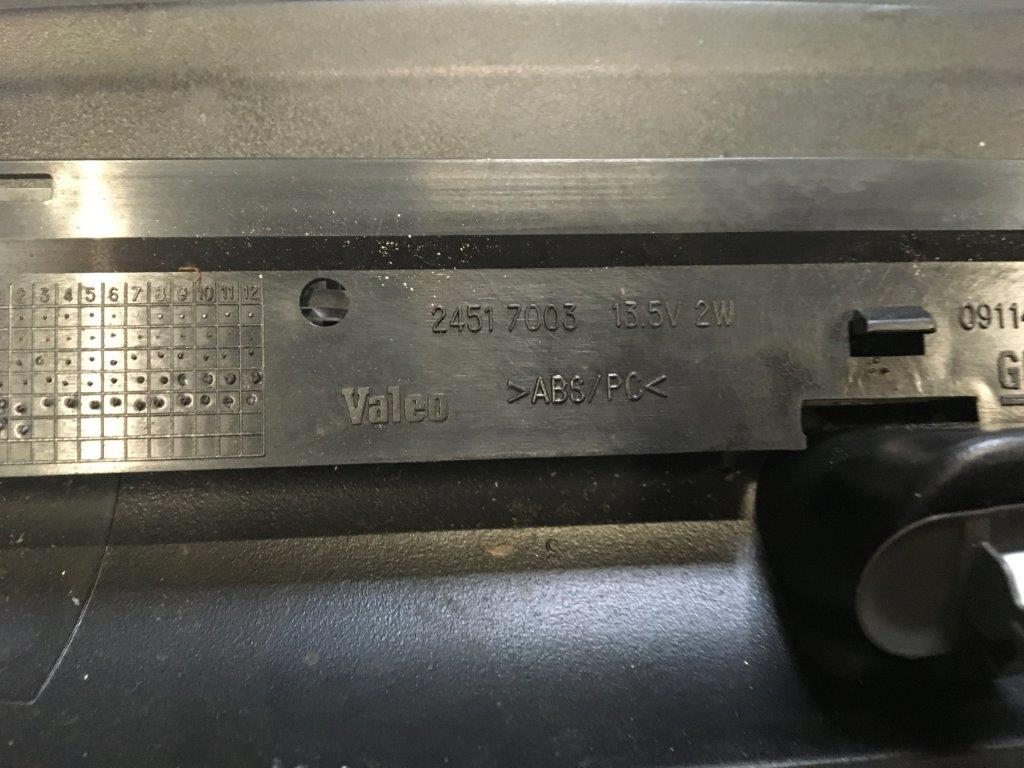 2 3 4 5 6 7 8 9 10 11 12
2451 7003 13.5V 2W
09114
G
Valeo
>ABS/PC<